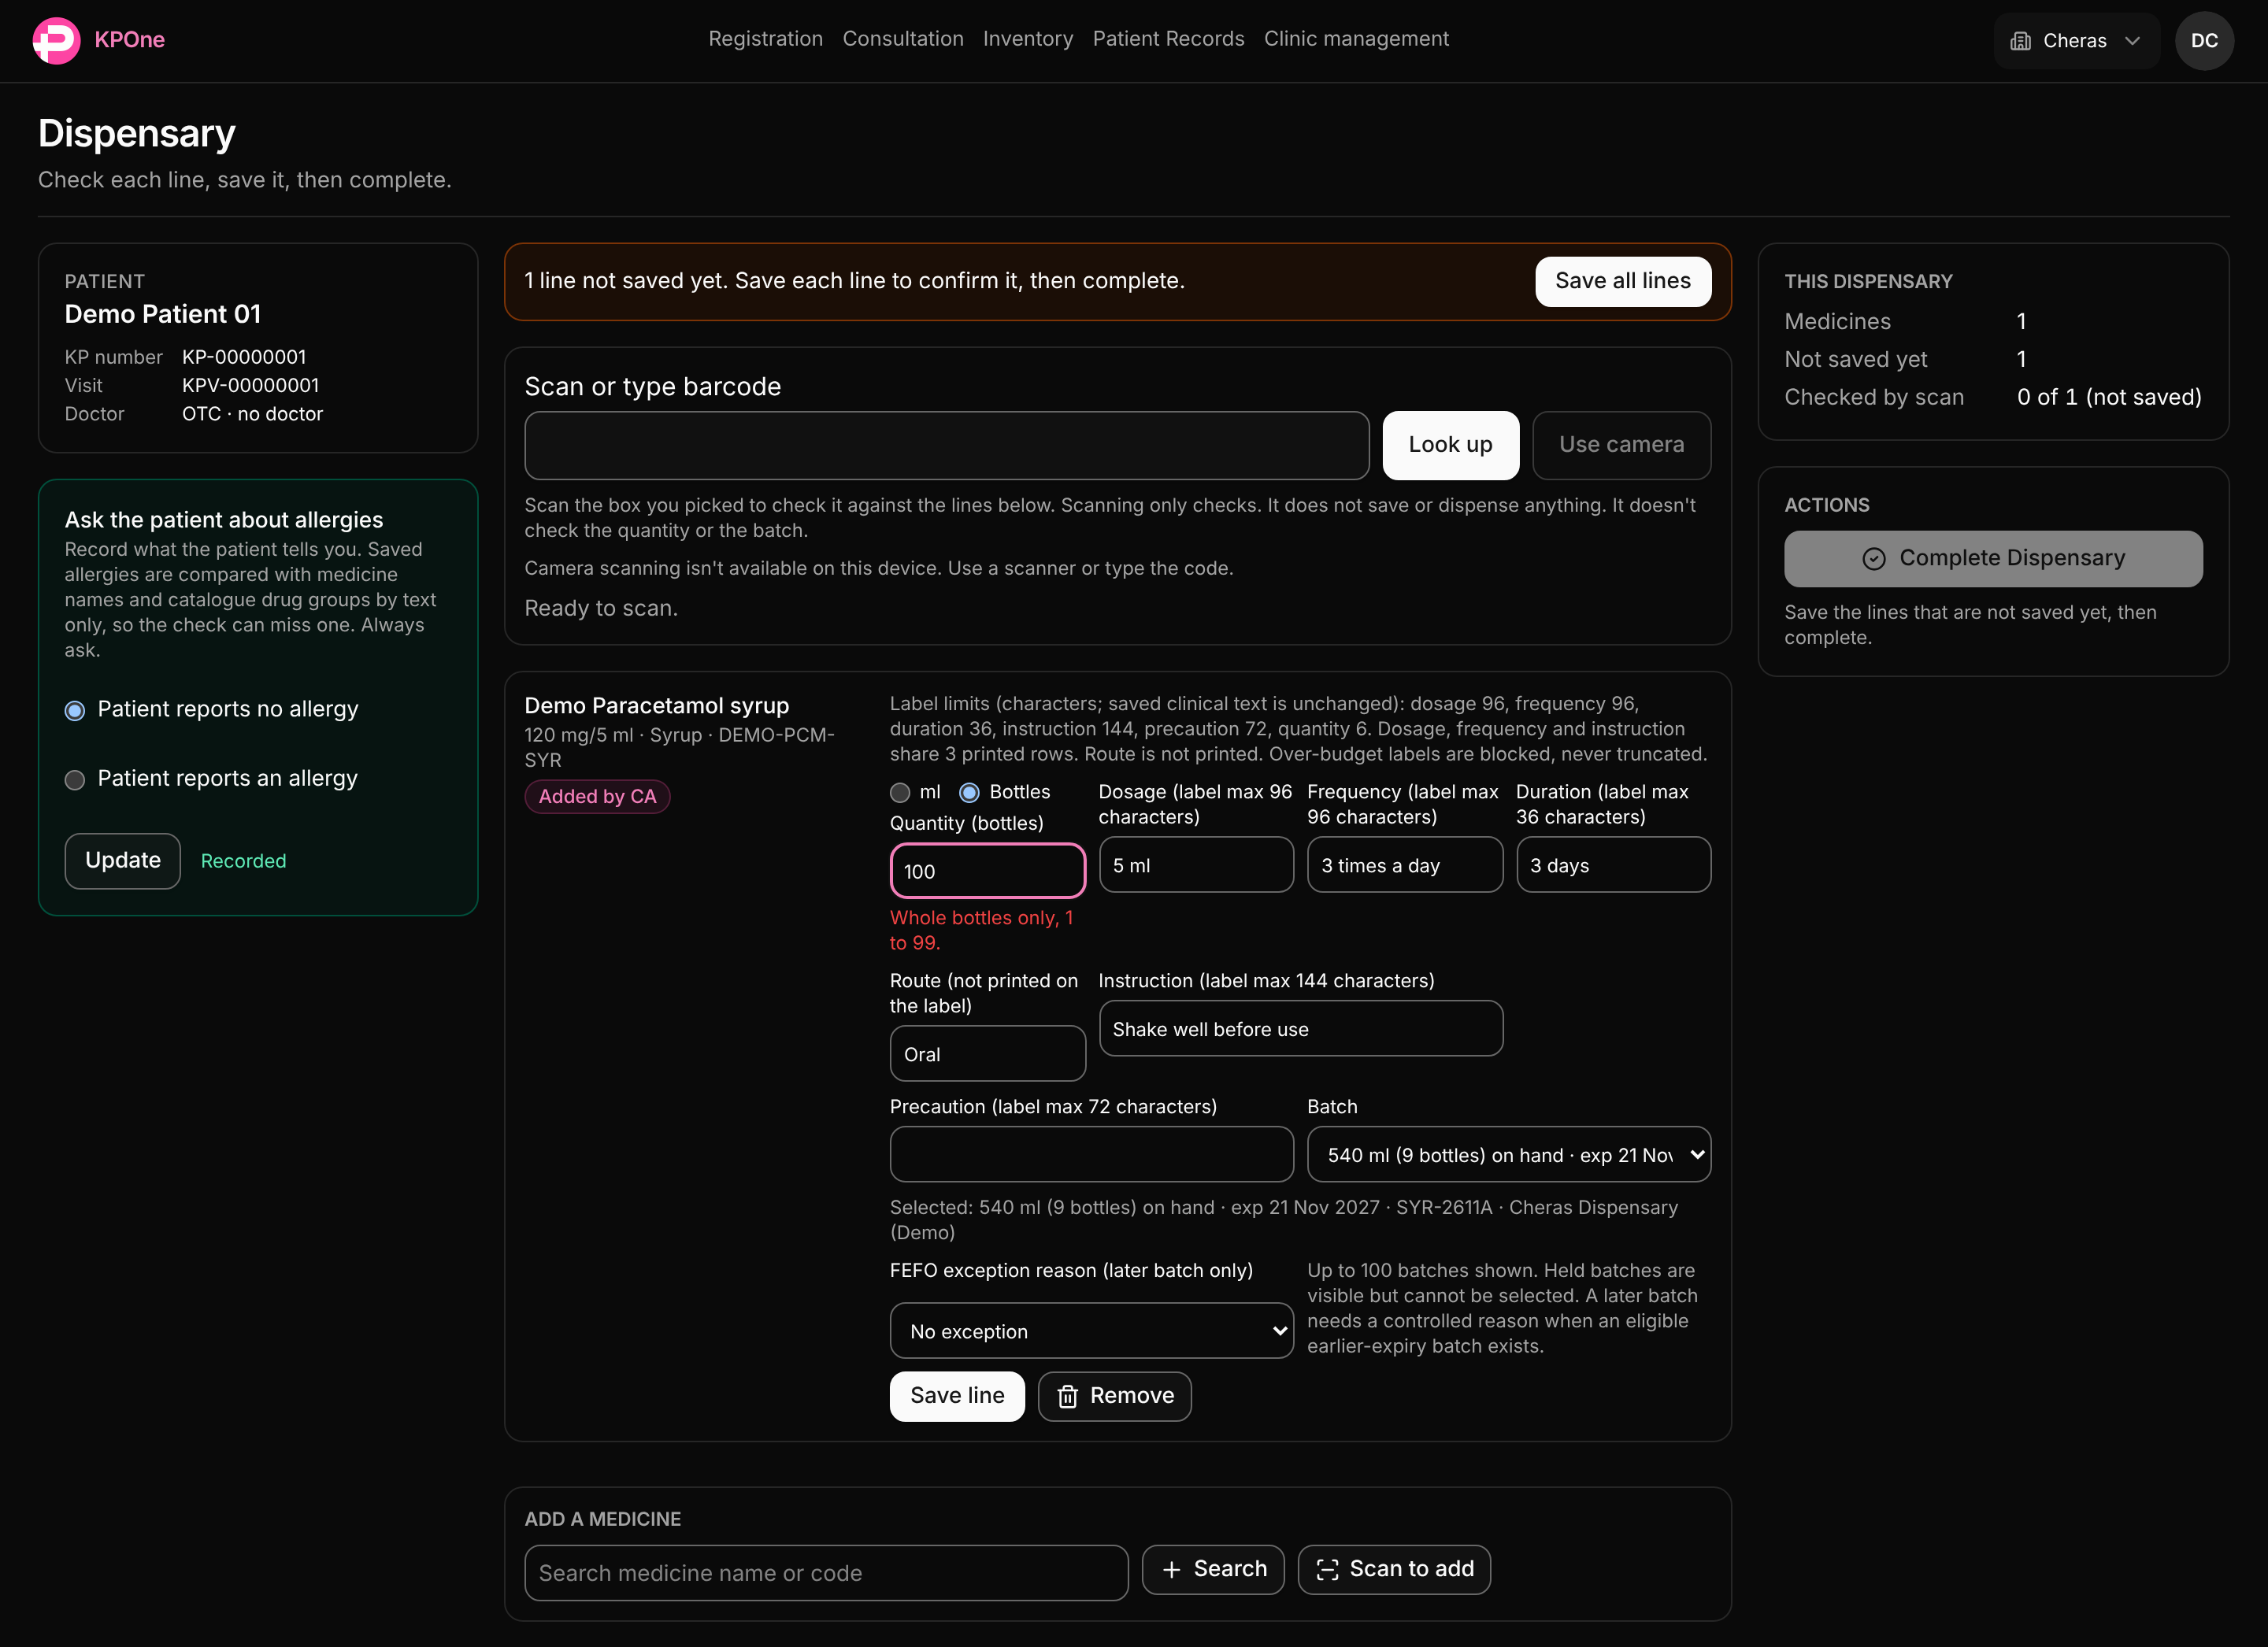 KPOne
Registration
Consultation
Inventory
Patient Records
Clinic management
Cheras
DC
Dispensary
Check each line, save it, then complete.
PATIENT
Demo Patient 01
KP number KP-00000001
Visit KPV-00000001
Doctor OTC · no doctor
Ask the patient about allergies
Record what the patient tells you. Saved
allergies are compared with medicine
names and catalogue drug groups by text
only, so the check can miss one. Always
ask.
Patient reports no allergy
Patient reports an allergy
Update
Recorded
1 line not saved yet. Save each line to confirm it, then complete.
Save all lines
Scan or type barcode
Look up
Use camera
Scan the box you picked to check it against the lines below. Scanning only checks. It does not save or dispense anything. It doesn't
check the quantity or the batch.
Camera scanning isn't available on this device. Use a scanner or type the code.
Ready to scan.
Demo Paracetamol syrup
120 mg/5 ml · Syrup · DEMO-PCM-
SYR
Added by CA
Label limits (characters; saved clinical text is unchanged): dosage 96, frequency 96,
duration 36, instruction 144, precaution 72, quantity 6. Dosage, frequency and instruction
share 3 printed rows. Route is not printed. Over-budget labels are blocked, never truncated.
ml
Bottles
Quantity (bottles)
100
Whole bottles only, 1
to 99.
Dosage (label max 96
characters)
5 ml
Frequency (label max
96 characters)
3 times a day
Duration (label max
36 characters)
3 days
Route (not printed on
the label)
Oral
Instruction (label max 144 characters)
Shake well before use
Precaution (label max 72 characters)
Batch
540 ml (9 bottles) on hand · exp 21 Nov
Selected: 540 ml (9 bottles) on hand · exp 21 Nov 2027 · SYR-2611A · Cheras Dispensary
(Demo)
FEFO exception reason (later batch only)
No exception
Up to 100 batches shown. Held batches are
visible but cannot be selected. A later batch
needs a controlled reason when an eligible
earlier-expiry batch exists.
Save line
Remove
ADD A MEDICINE
Search medicine name or code
Search
Scan to add
THIS DISPENSARY
Medicines 1
Not saved yet 1
Checked by scan 0 of 1 (not saved)
ACTIONS
Complete Dispensary
Save the lines that are not saved yet, then
complete.